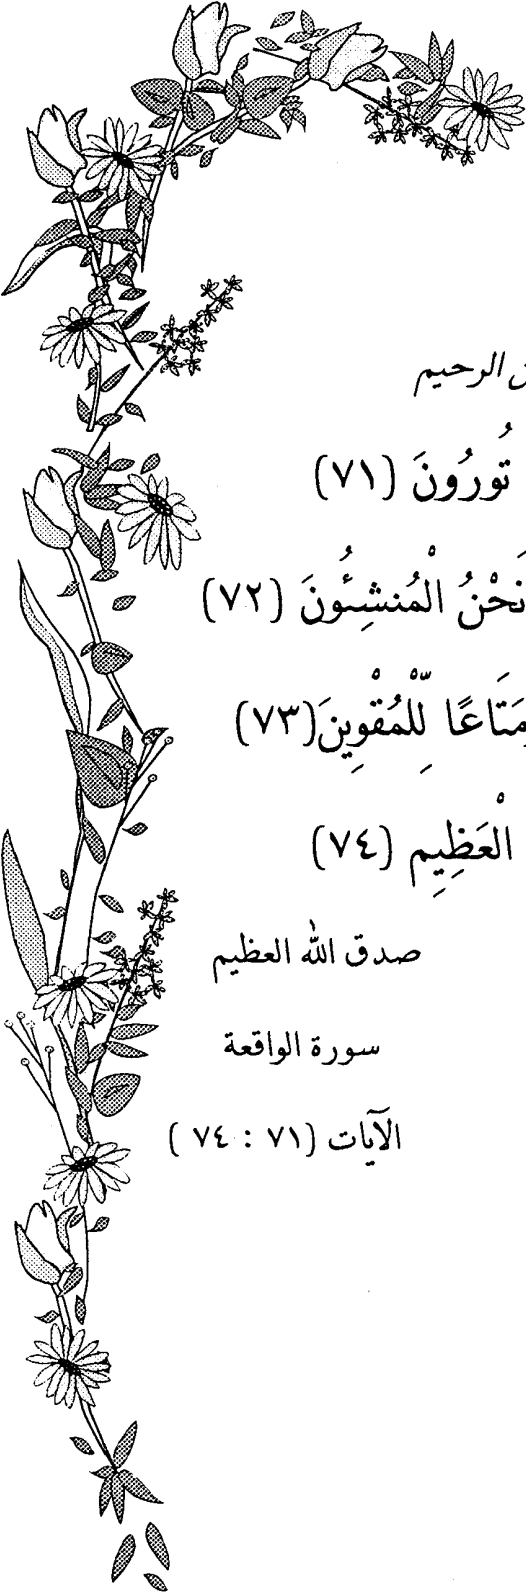 الرحيم
تُورُونَ (٧١)
نَحْنُ الْمُنشِئُونَ (٧٢)
مَتَاعًا لِّلْمُقْوِينَ (٧٣)
الْعَظِيمِ (٧٤)
صدق الله العظيم
سورة الواقعة
الآيات (٧١ : ٧٤ )